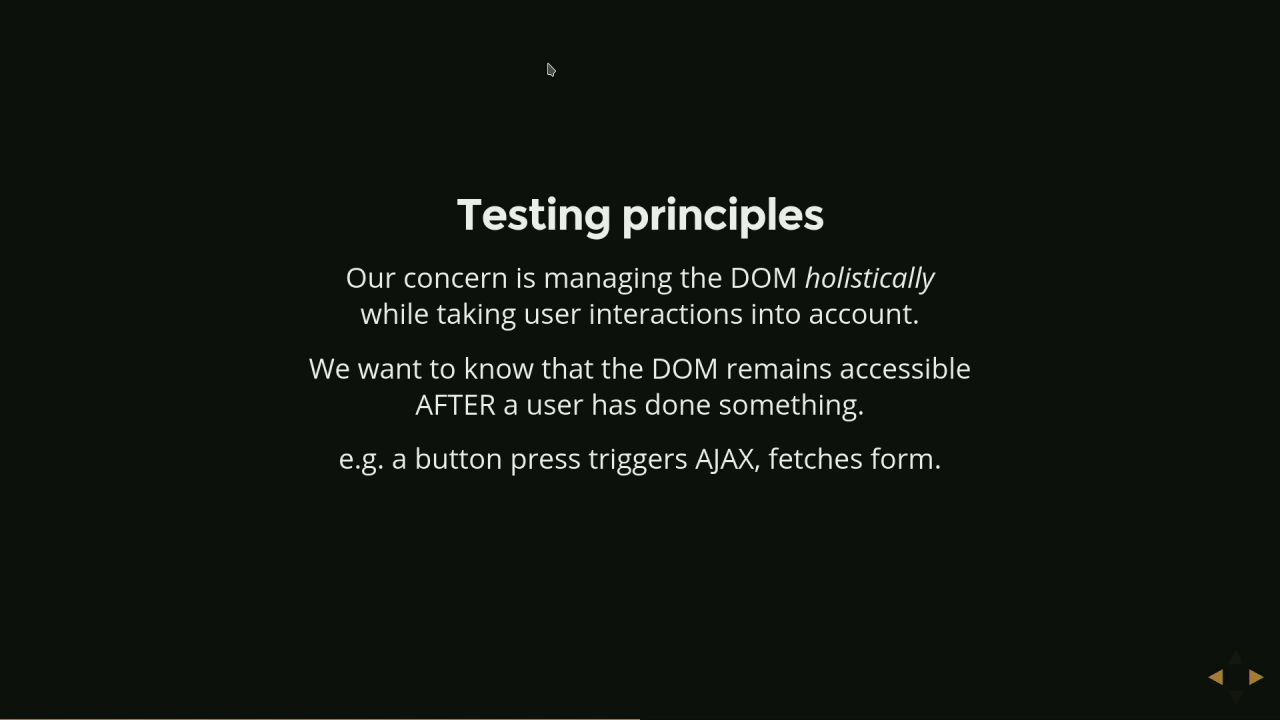 Testing principles
Our concern is managing the DOM holistically
while taking user interactions into account.
We want to know that the DOM remains accessible
AFTER a user has done something.
e.g. a button press triggers AJAX, fetches form.